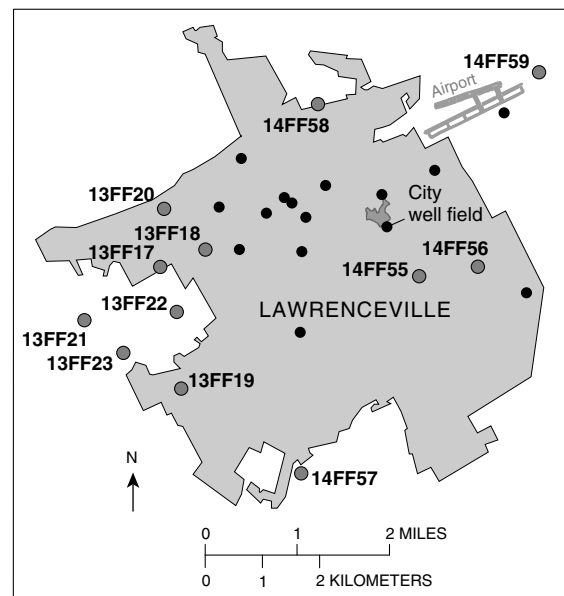 14FF59
Airport
14FF58
13FF20
City
well field
13FF18
13FF17
14FF56
14FF55
13FF22
LAWRENCEVILLE
13FF21
13FF23
13FF19
N
14FF57
0 1 2 MILES
0 1 2 KILOMETERS